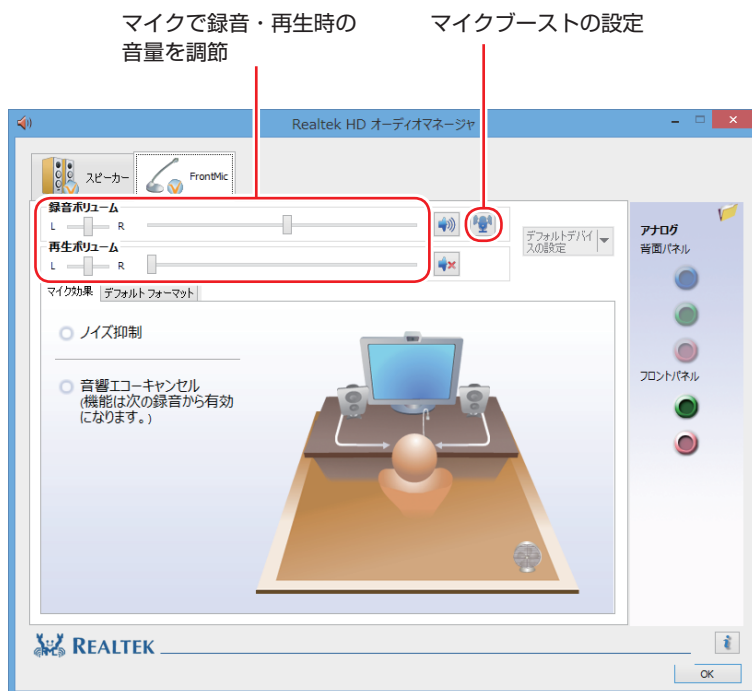 マイクで録音・再生時の
音量を調節
マイクブーストの設定
Realtek HD オーディオマネージャ
スピーカー
FrontMic
録音ボリューム
L R
デフォルトデバイ
スの設定
再生ボリューム
L R
マイク効果 デフォルト フォーマット
ノイズ抑制
音響エコーキャンセル
(機能は次の録音から有効
になります。)
アナログ
背面パネル
フロントパネル
REALTEK
i
OK